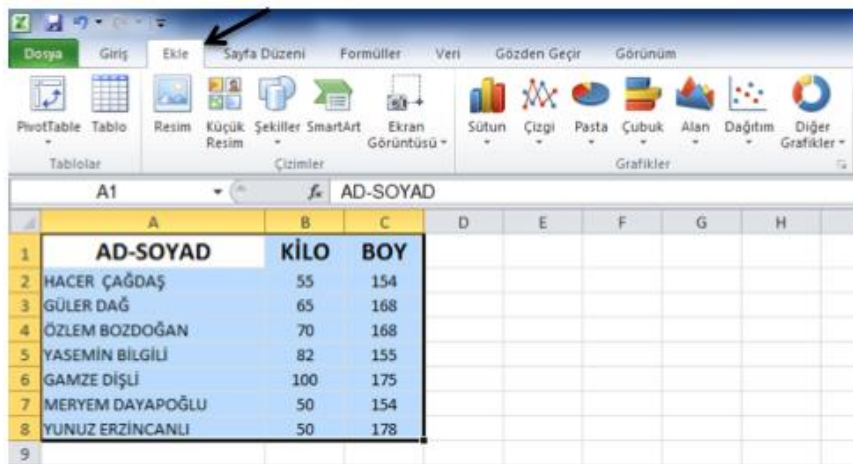 Dosya Giriş Ekle Sayfa Düzeni Formüller Veri Gözden Geçir Görünüm
PivotTable Tablo Resim Küçük Resim Şekiller SmartArt Ekran Görüntüsü Sütun Çizgi Pasta Çubuk Alan Dağıtım Diğer Grafikler
Tablolar Çizimler Grafikler
A1 fx AD-SOYAD
A B C D E F G H
1 AD-SOYAD KİLO BOY
2 HACER ÇAĞDAŞ 55 154
3 GÜLER DAĞ 65 168
4 ÖZLEM BOZDOĞAN 70 168
5 YASEMİN BİLGİLİ 82 155
6 GAMZE DİŞLİ 100 175
7 MERYEM DAYAPOĞLU 50 154
8 YUNUZ ERZİNCANLI 50 178
9